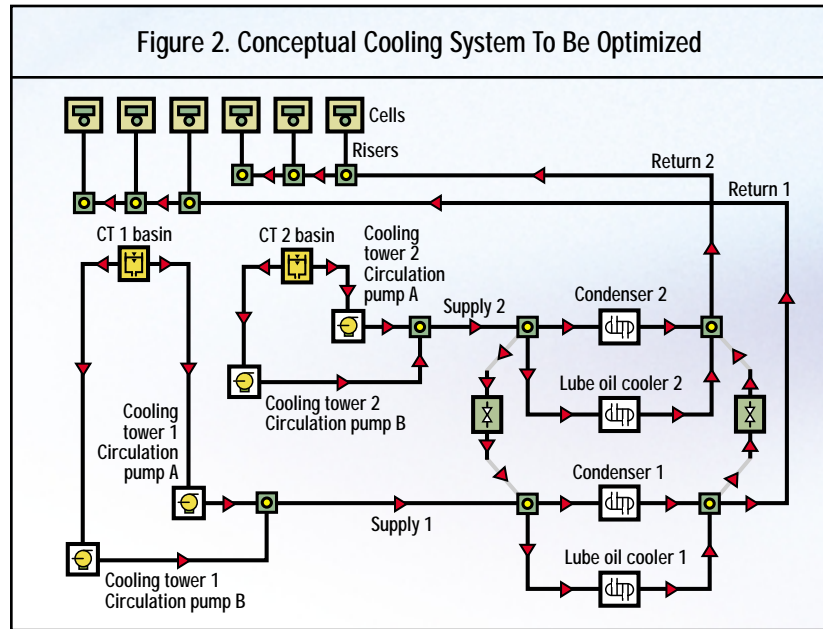 Figure 2. Conceptual Cooling System To Be Optimized
Cells
Risers
Return 2
Return 1
CT 1 basin
CT 2 basin
Cooling
tower 2
Circulation
pump A
Supply 2
Condenser 2
Cooling tower 2
Circulation pump B
Lube oil cooler 2
Cooling
tower 1
Circulation
pump A
Condenser 1
Supply 1
Cooling tower 1
Circulation pump B
Lube oil cooler 1